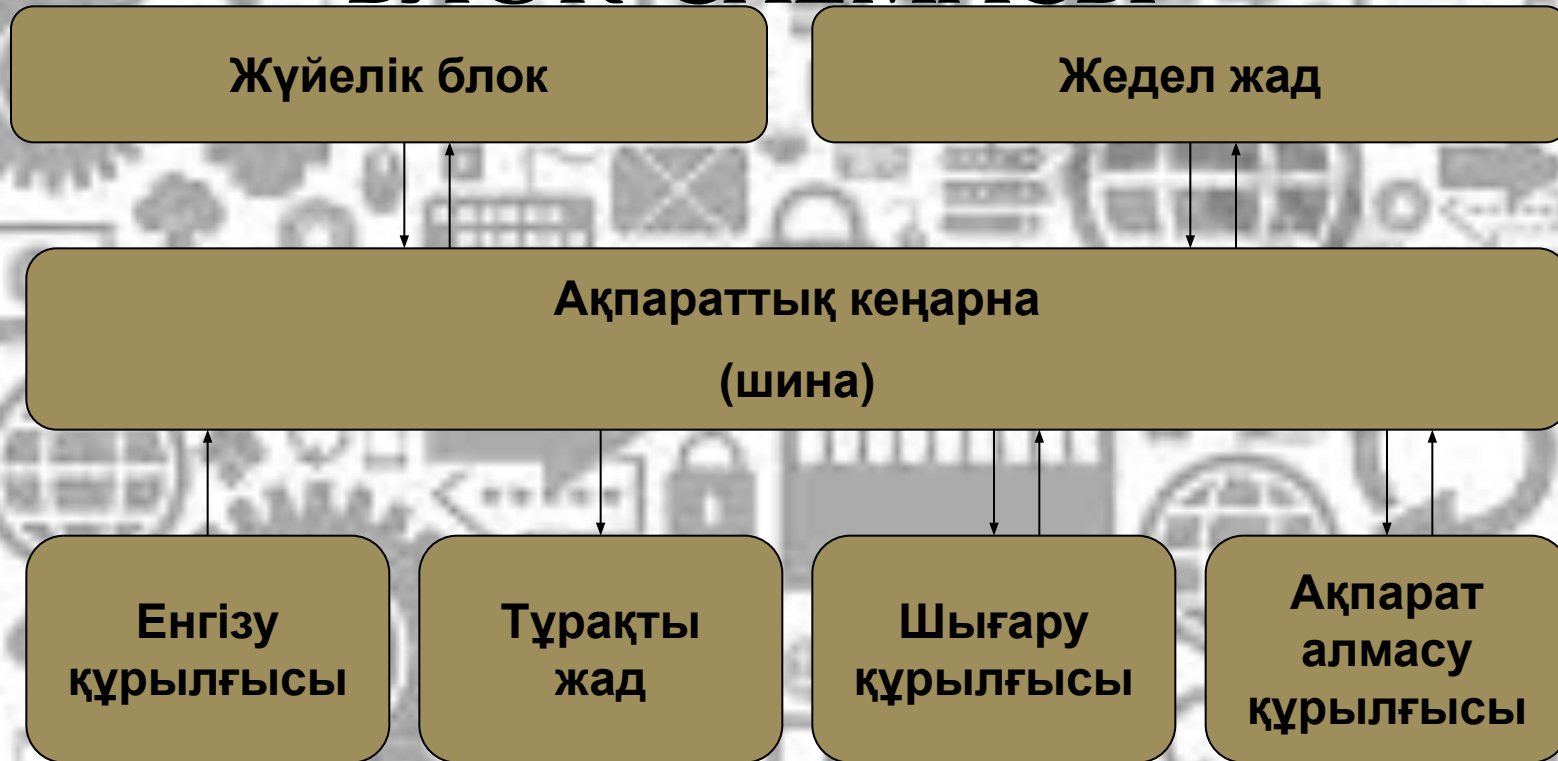 Жүйелік блок
Жедел жад
Ақпараттық кеңарна
(шина)
Енгізу
құрылғысы
Тұрақты
жад
Шығару
құрылғысы
Ақпарат
алмасу
құрылғысы